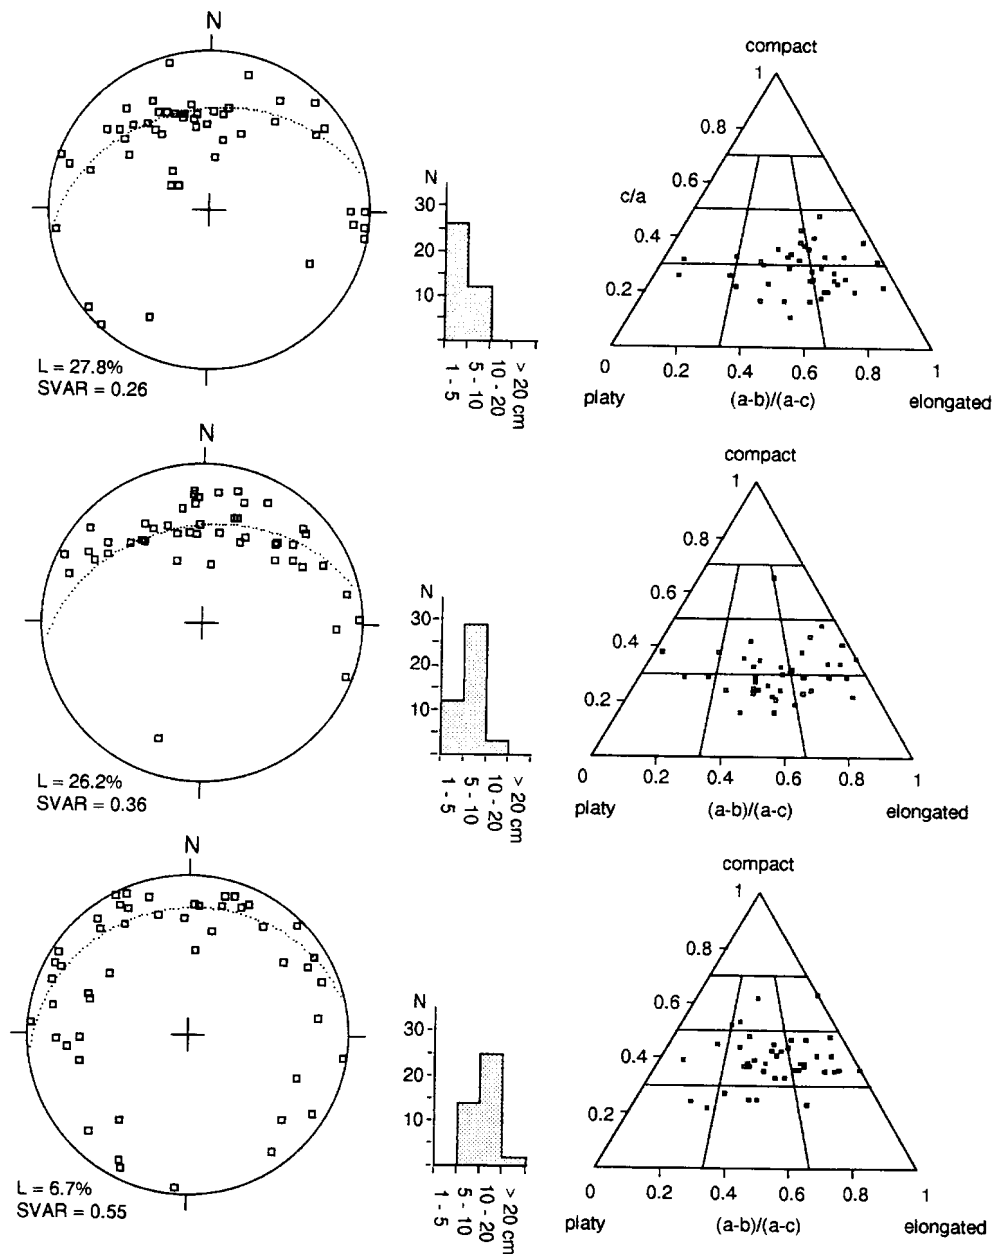 N
L = 27.8%
SVAR = 0.26
N
30
20
10
1 - 5
5 - 10
10 - 20
> 20 cm
compact
1
0.8
0.6
c/a
0.4
0.2
0 0.2 0.4 0.6 0.8 1
platy (a-b)/(a-c) elongated
N
L = 26.2%
SVAR = 0.36
N
30
20
10
1 - 5
5 - 10
10 - 20
> 20 cm
compact
1
0.8
0.6
0.4
0.2
0 0.2 0.4 0.6 0.8 1
platy (a-b)/(a-c) elongated
N
L = 6.7%
SVAR = 0.55
N
30
20
10
1 - 5
5 - 10
10 - 20
> 20 cm
compact
1
0.8
0.6
0.4
0.2
0 0.2 0.4 0.6 0.8 1
platy (a-b)/(a-c) elongated